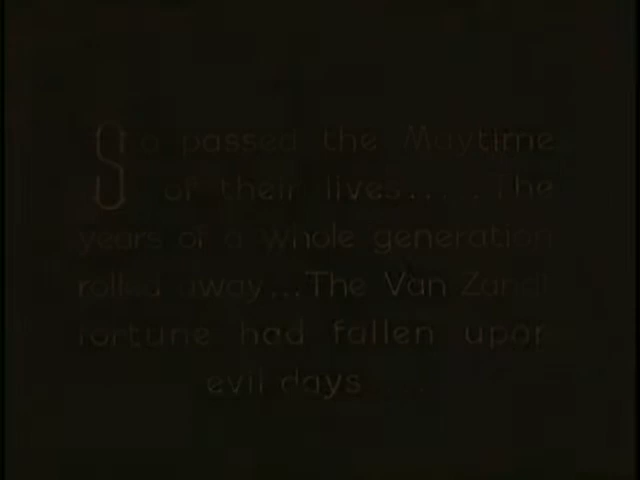 So passed the Maytime
of their lives..... The
years of a whole generation
rolled away...The Van Zandt
fortune had fallen upon
evil days....